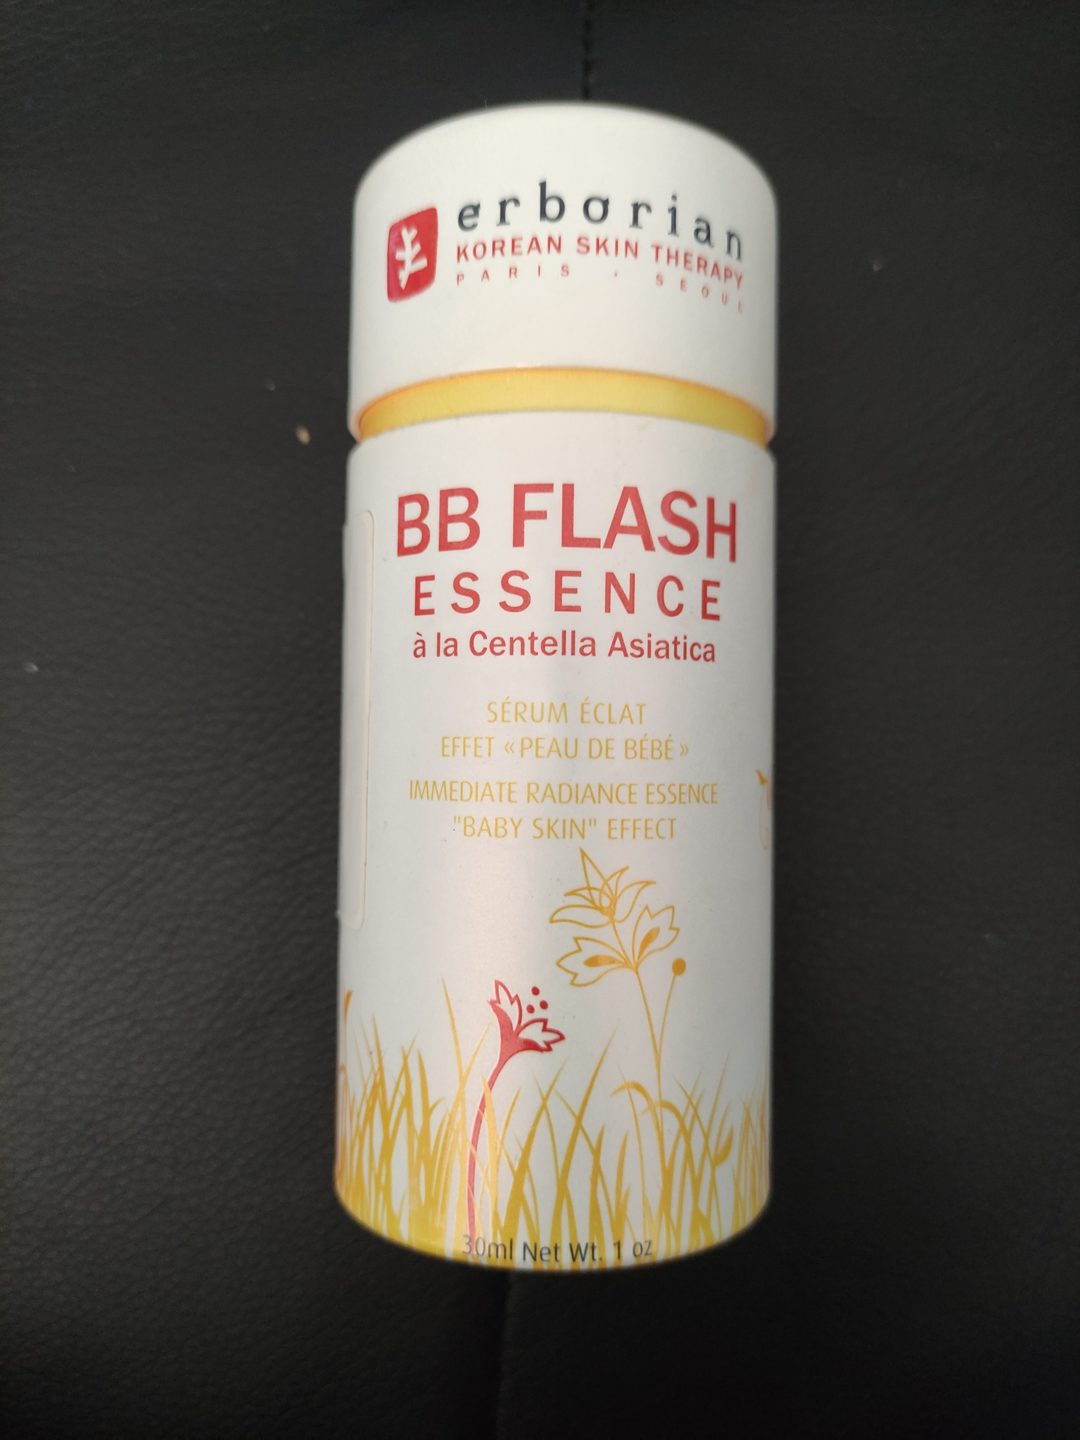 erborian
KOREAN SKIN THERAPY
PARIS · SEOUL
BB FLASH
ESSENCE
à la Centella Asiatica
SÉRUM ÉCLAT
EFFET « PEAU DE BÉBÉ »
IMMEDIATE RADIANCE ESSENCE
"BABY SKIN" EFFECT
30ml Net Wt. 1 oz